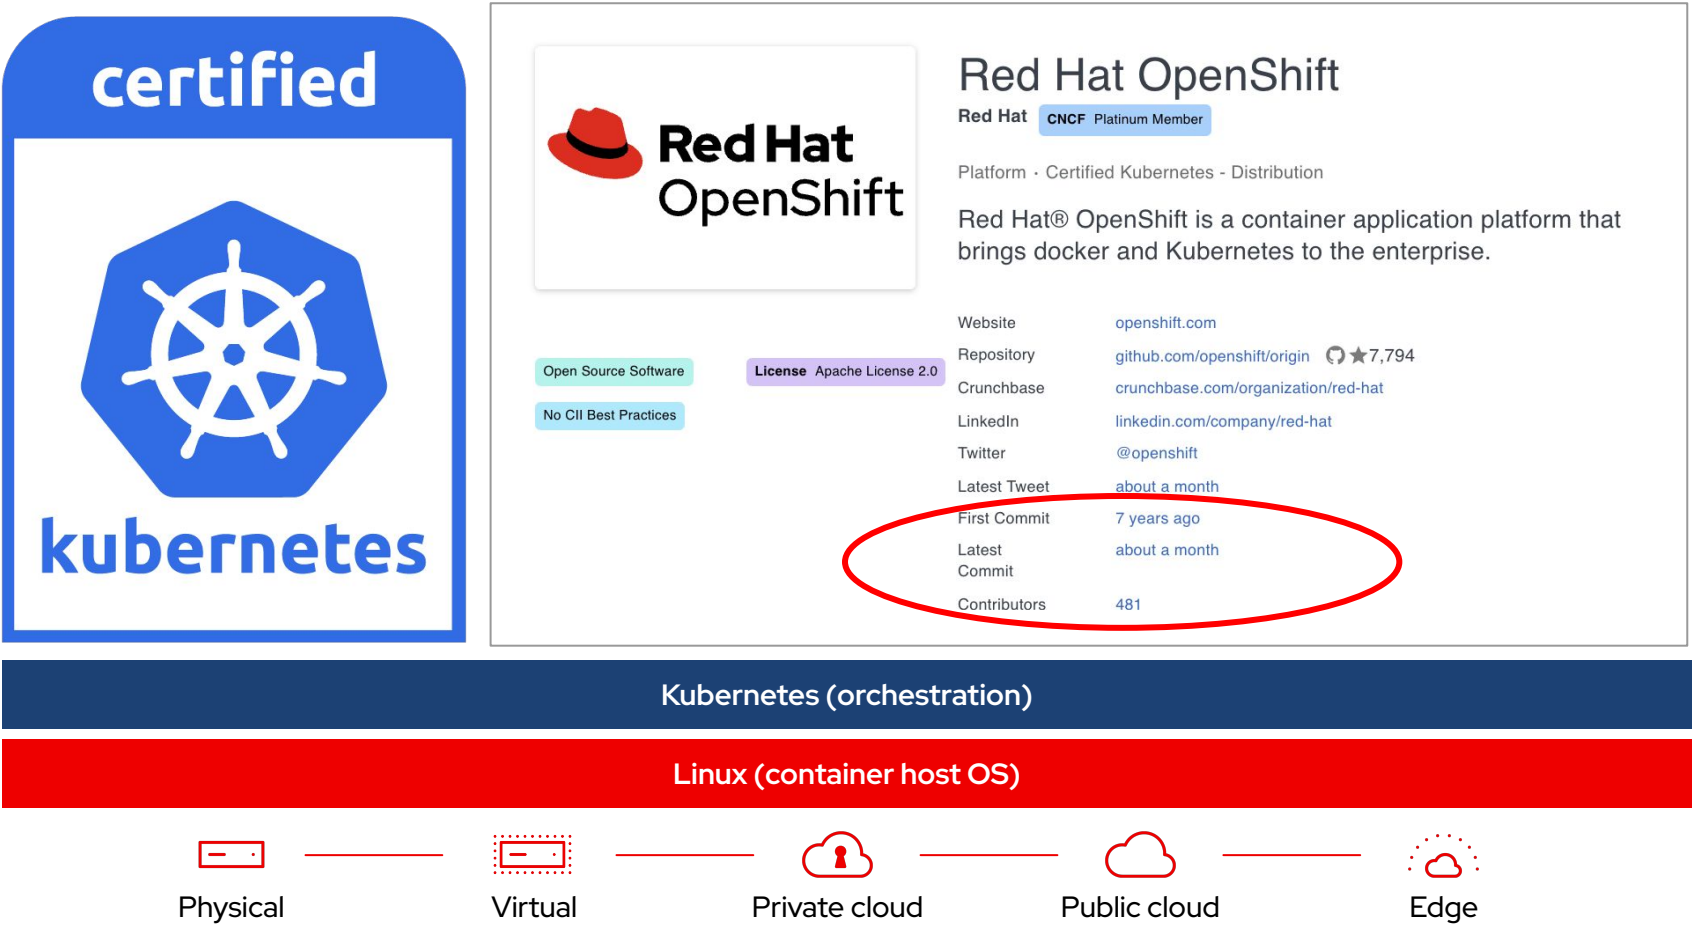 certified
kubernetes
Red Hat
OpenShift
Open Source Software
License Apache License 2.0
No CII Best Practices
Red Hat OpenShift
Red Hat CNCF Platinum Member
Platform · Certified Kubernetes - Distribution
Red Hat® OpenShift is a container application platform that
brings docker and Kubernetes to the enterprise.
Website openshift.com
Repository github.com/openshift/origin ★7,794
Crunchbase crunchbase.com/organization/red-hat
LinkedIn linkedin.com/company/red-hat
Twitter @openshift
Latest Tweet about a month
First Commit 7 years ago
Latest about a month
Commit
Contributors 481
Kubernetes (orchestration)
Linux (container host OS)
Physical Virtual Private cloud Public cloud Edge